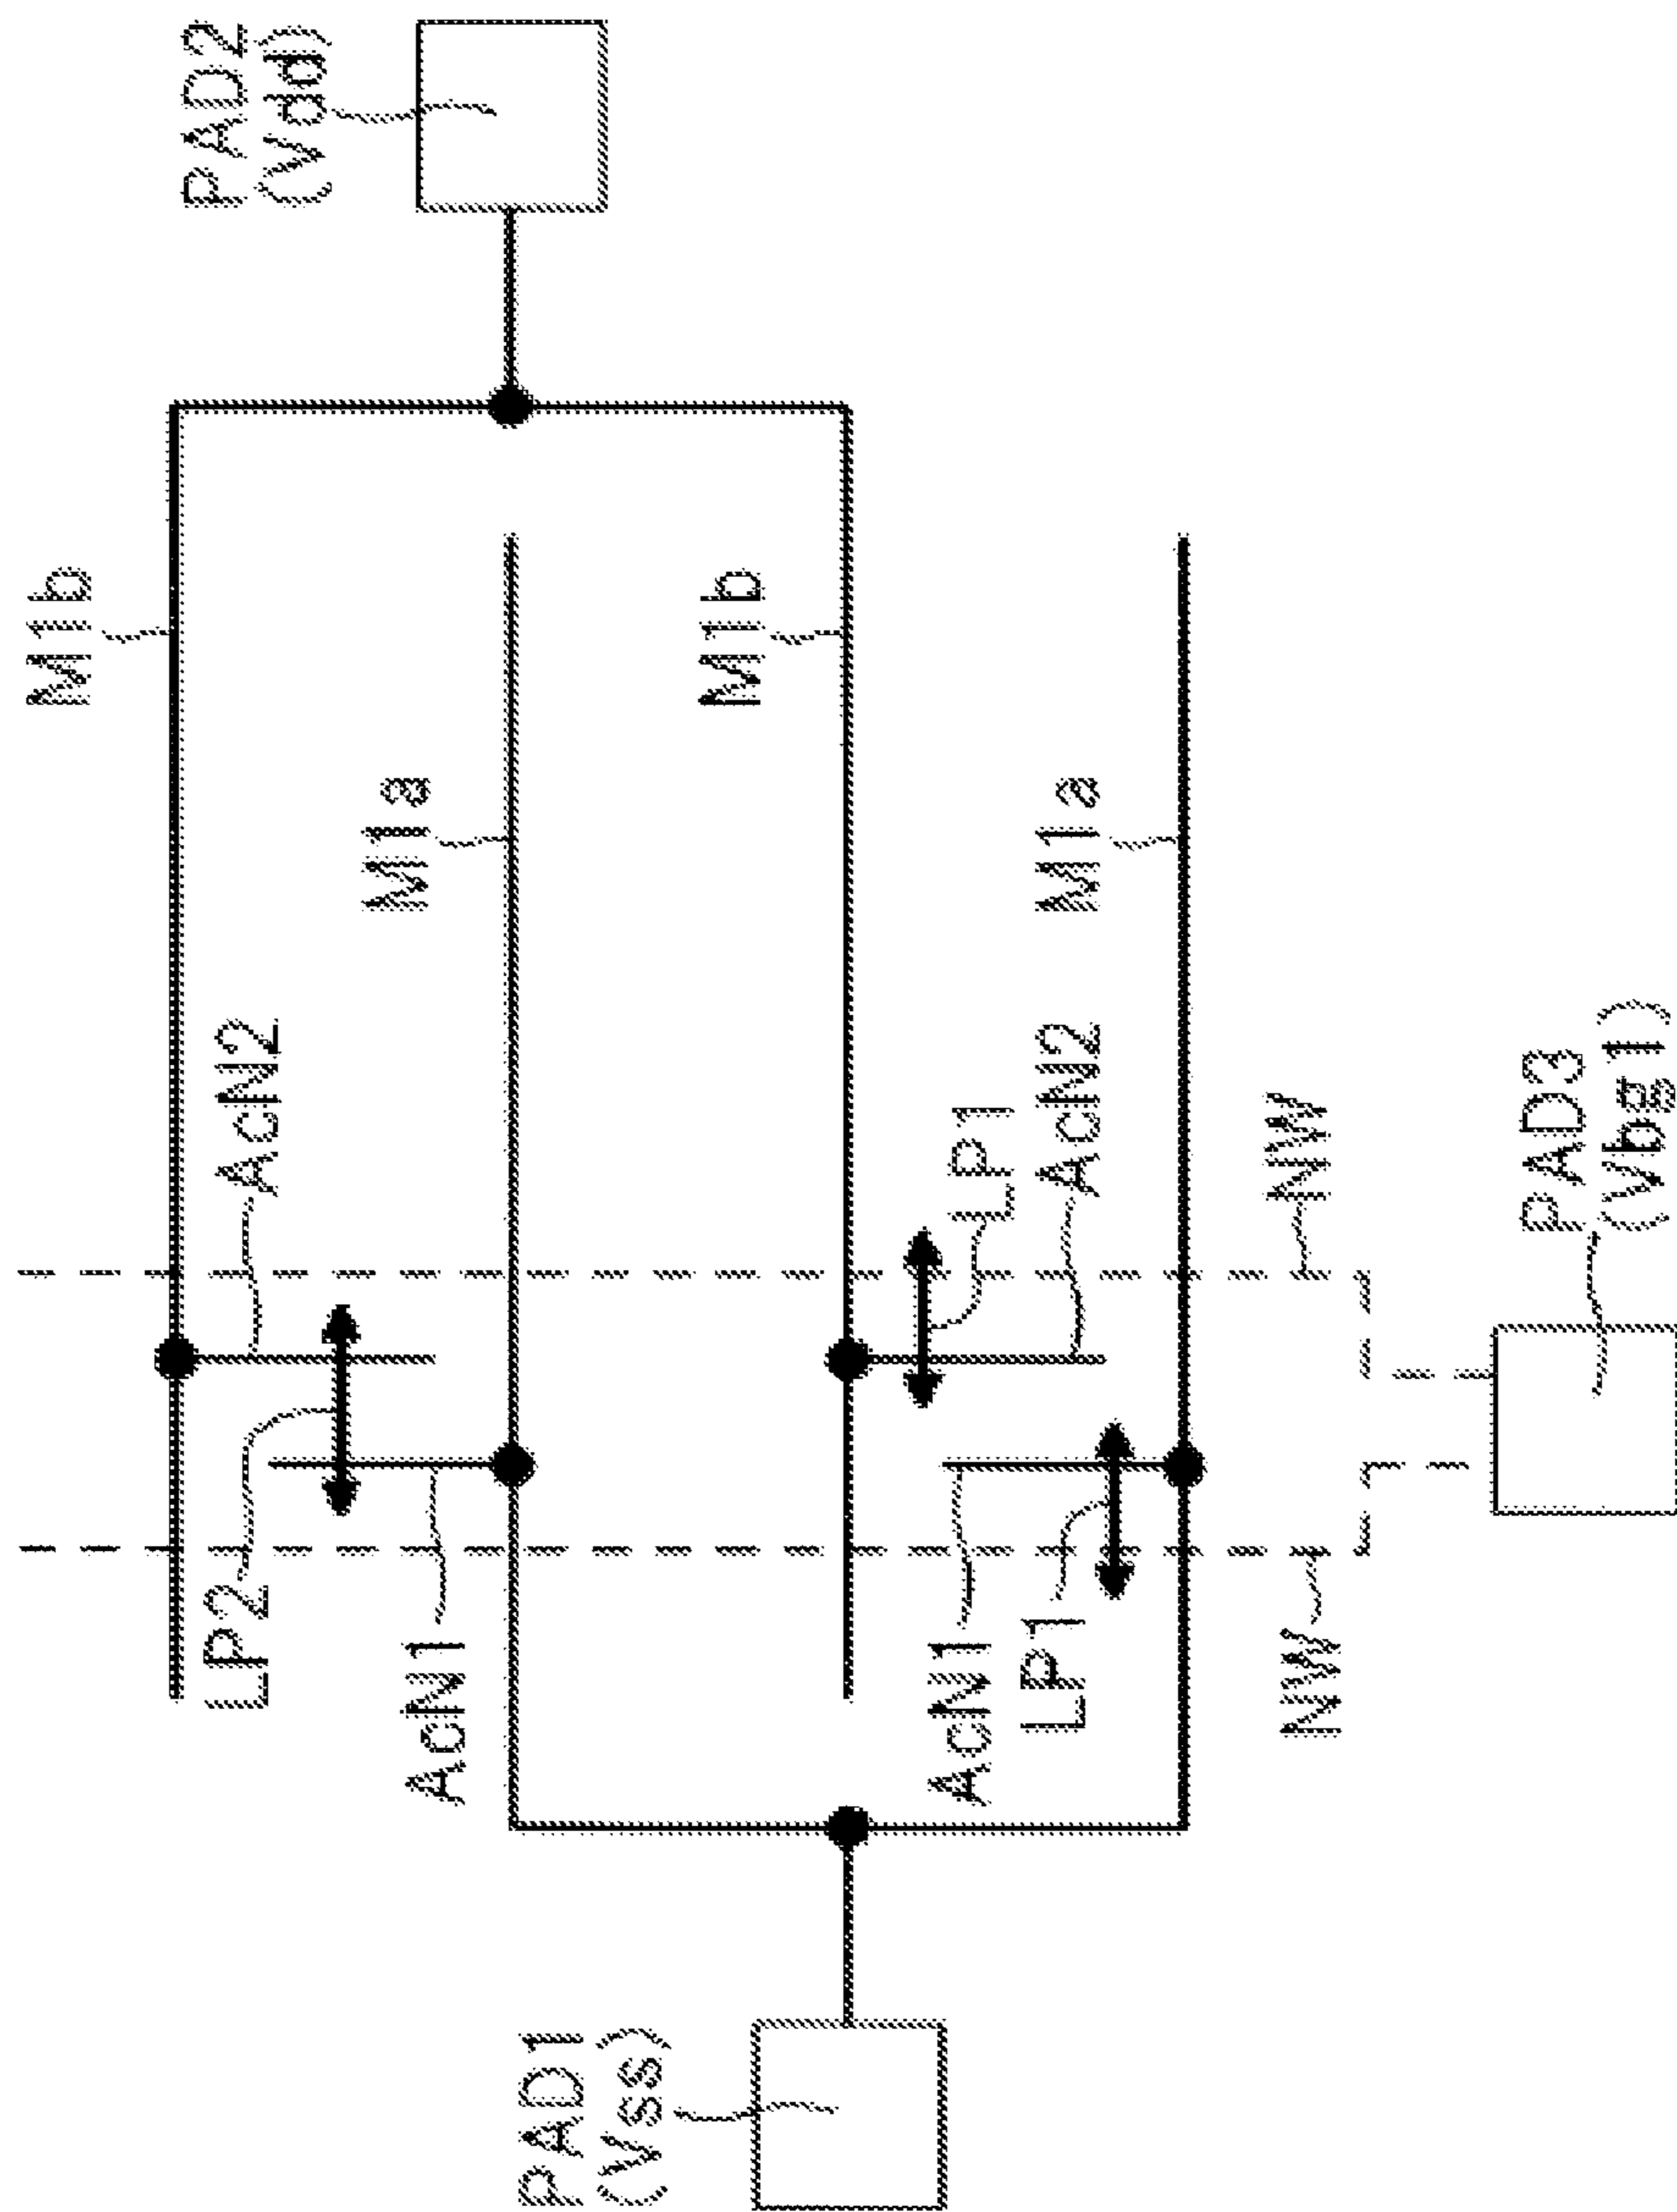 PAD2
(Vdd)
M1b
M1a
M1b
M1a
AcN2
LP1
AcN2
NW
PAD3
(Vbg1)
LP2
AcN1
AcN1
LP1
NW
PAD1
(Vss)